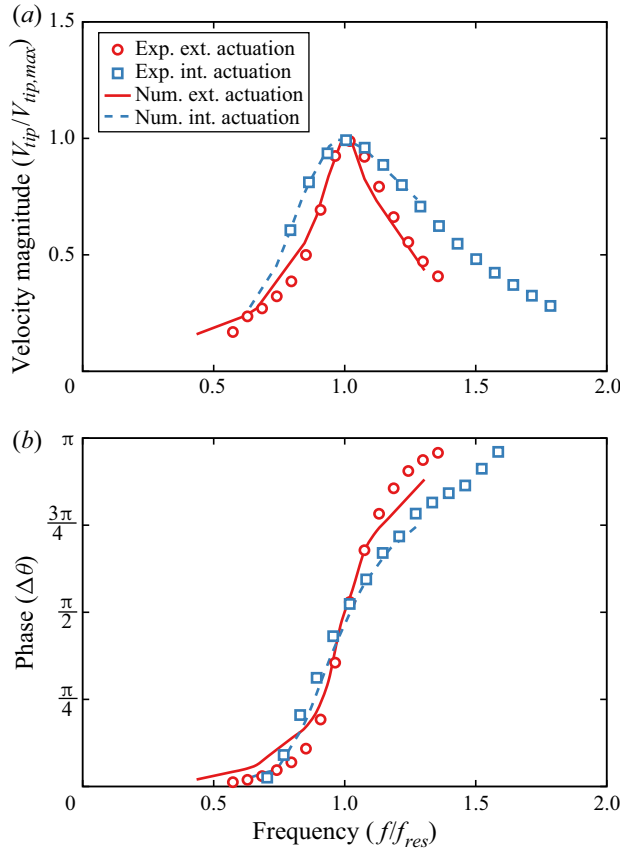 (a)
1.5
Exp. ext. actuation
Exp. int. actuation
Num. ext. actuation
Num. int. actuation
1.0
0.5
0
0.5
1.0
1.5
2.0
Velocity magnitude (V_tip/V_tip,max)
(b)
π
3π/4
π/2
π/4
0
0.5
1.0
1.5
2.0
Phase (Δθ)
Frequency (f/f_res)